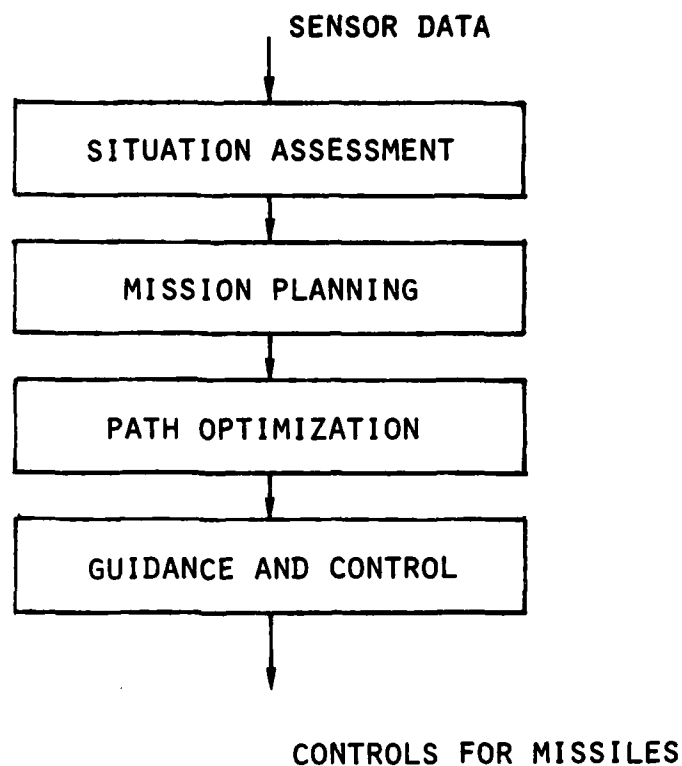 SENSOR DATA
SITUATION ASSESSMENT
MISSION PLANNING
PATH OPTIMIZATION
GUIDANCE AND CONTROL
CONTROLS FOR MISSILES